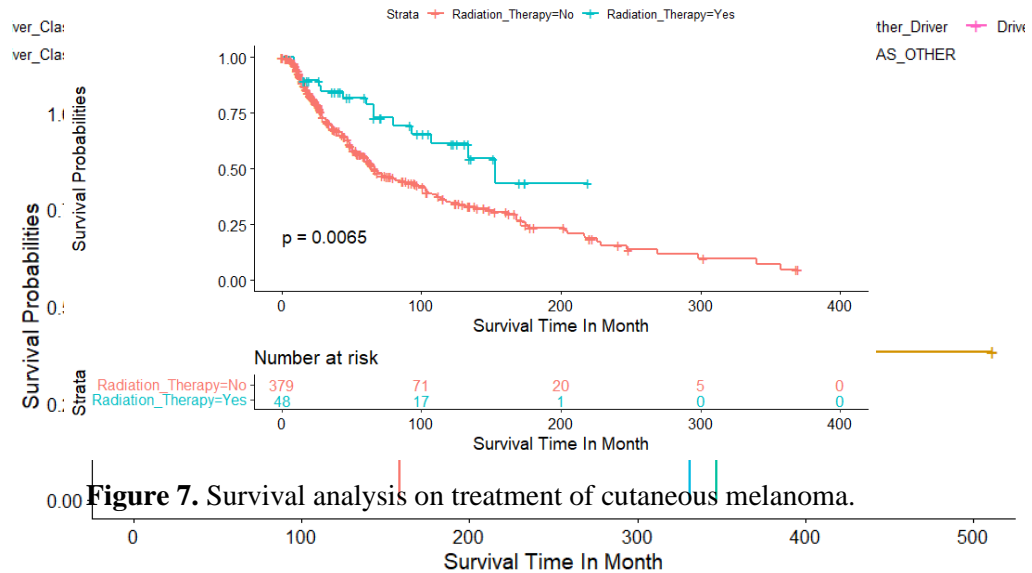 Strata Radiation_Therapy=No Radiation_Therapy=Yes
ver_Clas
ther_Driver Drive
ver_Clas
AS_OTHER
1.00
0.75
0.50
0.25
0.00
Survival Probabilities
p = 0.0065
0 100 200 300 400
Survival Time In Month
Number at risk
Strata
Radiation_Therapy=No 379 71 20 5 0
Radiation_Therapy=Yes 48 17 1 0 0
0 100 200 300 400
Survival Time In Month
Survival Probabilities
0.00
Figure 7. Survival analysis on treatment of cutaneous melanoma.
0 100 200 300 400 500
Survival Time In Month